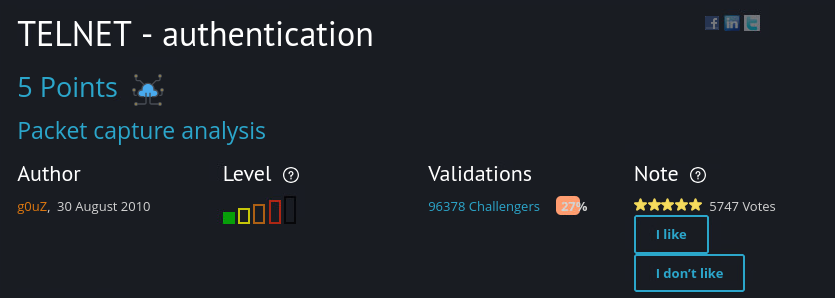 TELNET - authentication
5 Points
Packet capture analysis
Author
Level ?
Validations
Note ?
g0uZ, 30 August 2010
96378 Challengers 27%
5747 Votes
I like
I don't like